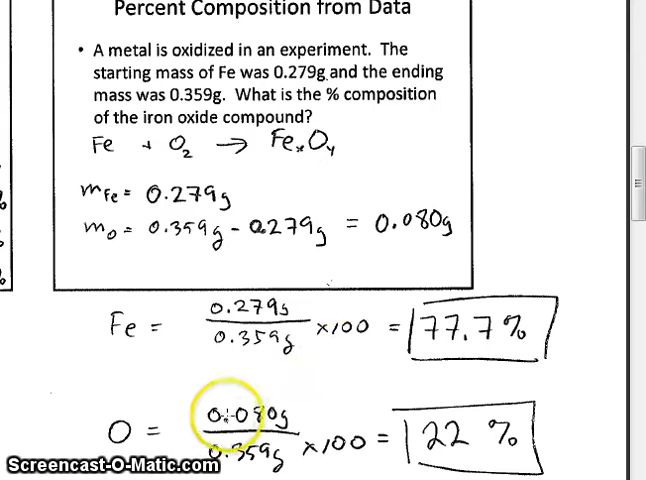 Percent Composition from Data
• A metal is oxidized in an experiment. The
starting mass of Fe was 0.279g and the ending
mass was 0.359g. What is the % composition
of the iron oxide compound?
Fe + O₂ → FeₓOᵧ
mFe = 0.279g
mO = 0.359g - 0.279g = 0.080g
Fe = 0.279g / 0.359g ×100 = 77.7%
O = 0.080g / 0.359g ×100 = 22 %
Screencast-O-Matic.com